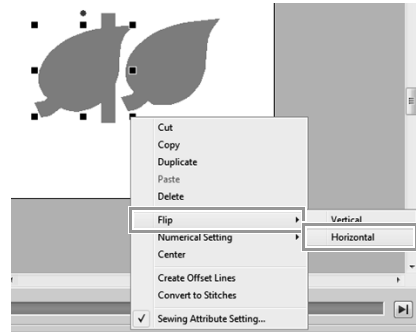 Cut
Copy
Duplicate
Paste
Delete
Flip
Vertical
Numerical Setting
Horizontal
Center
Create Offset Lines
Convert to Stitches
Sewing Attribute Setting...